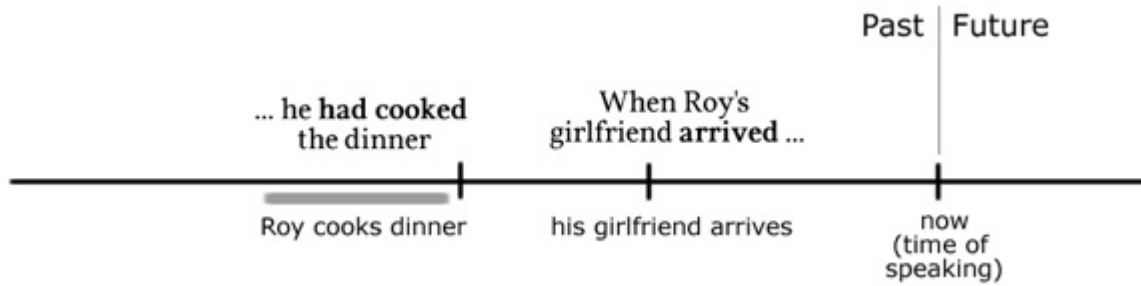 Past Future
... he had cooked
the dinner
When Roy's
girlfriend arrived ...
Roy cooks dinner
his girlfriend arrives
now
(time of
speaking)